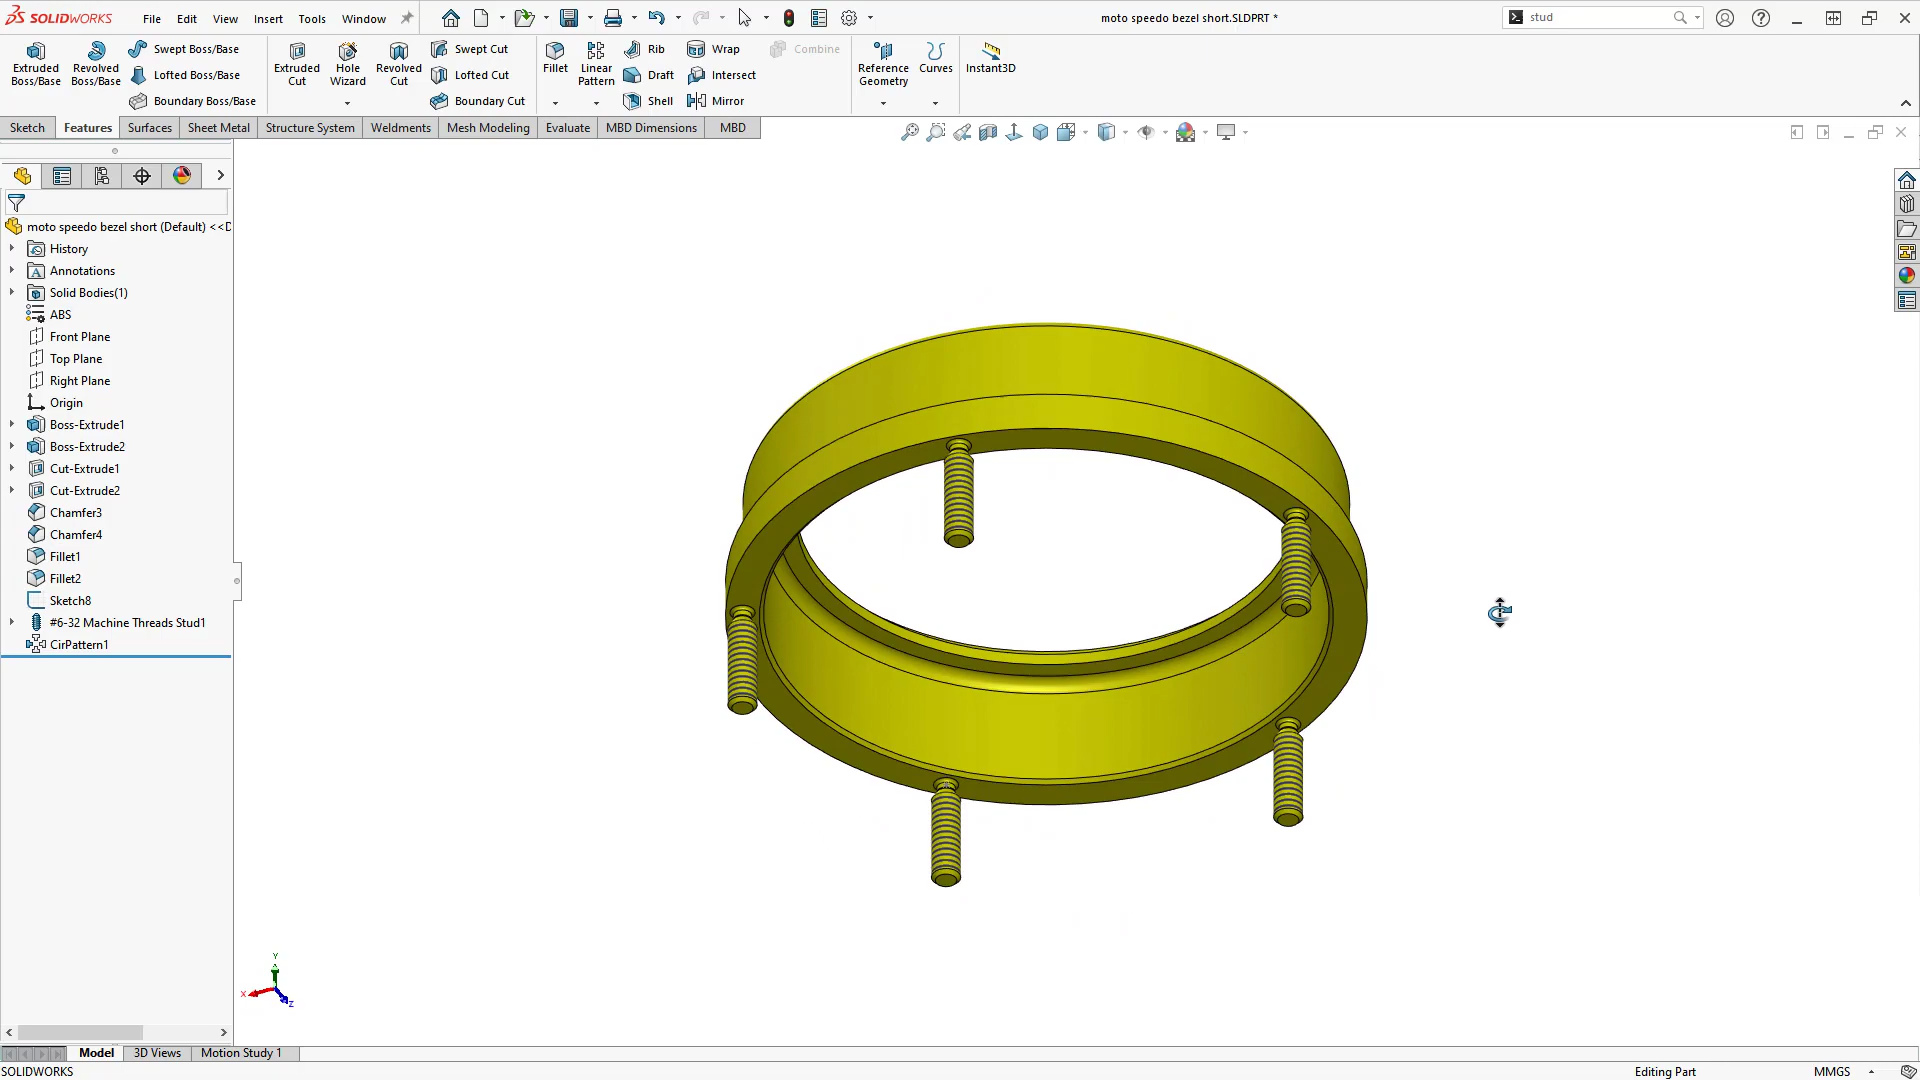 SOLIDWORKS
File Edit View Insert Tools Window
moto speedo bezel short.SLDPRT *
stud
Extruded Boss/Base
Revolved Boss/Base
Swept Boss/Base
Lofted Boss/Base
Boundary Boss/Base
Extruded Cut
Hole Wizard
Revolved Cut
Swept Cut
Lofted Cut
Boundary Cut
Fillet
Linear Pattern
Rib
Draft
Shell
Wrap
Intersect
Mirror
Combine
Reference Geometry
Curves
Instant3D
Sketch Features Surfaces Sheet Metal Structure System Weldments Mesh Modeling Evaluate MBD Dimensions MBD
moto speedo bezel short (Default) <<D
History
Annotations
Solid Bodies(1)
ABS
Front Plane
Top Plane
Right Plane
Origin
Boss-Extrude1
Boss-Extrude2
Cut-Extrude1
Cut-Extrude2
Chamfer3
Chamfer4
Fillet1
Fillet2
Sketch8
#6-32 Machine Threads Stud1
CirPattern1
Y
X
Z
Model 3D Views Motion Study 1
SOLIDWORKS
Editing Part
MMGS